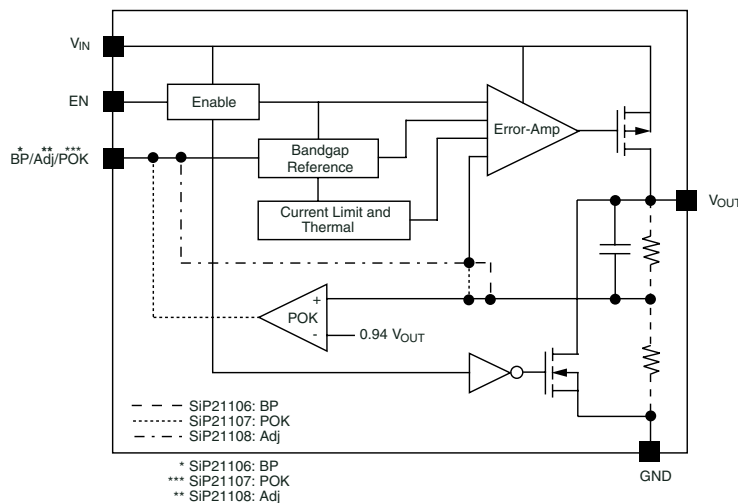 VIN
EN
Enable
* ** ***
BP/Adj/POK
Bandgap
Reference
Current Limit and
Thermal
Error-Amp
VOUT
+
POK
-
0.94 VOUT
SiP21106: BP
SiP21107: POK
SiP21108: Adj
GND
* SiP21106: BP
*** SiP21107: POK
** SiP21108: Adj